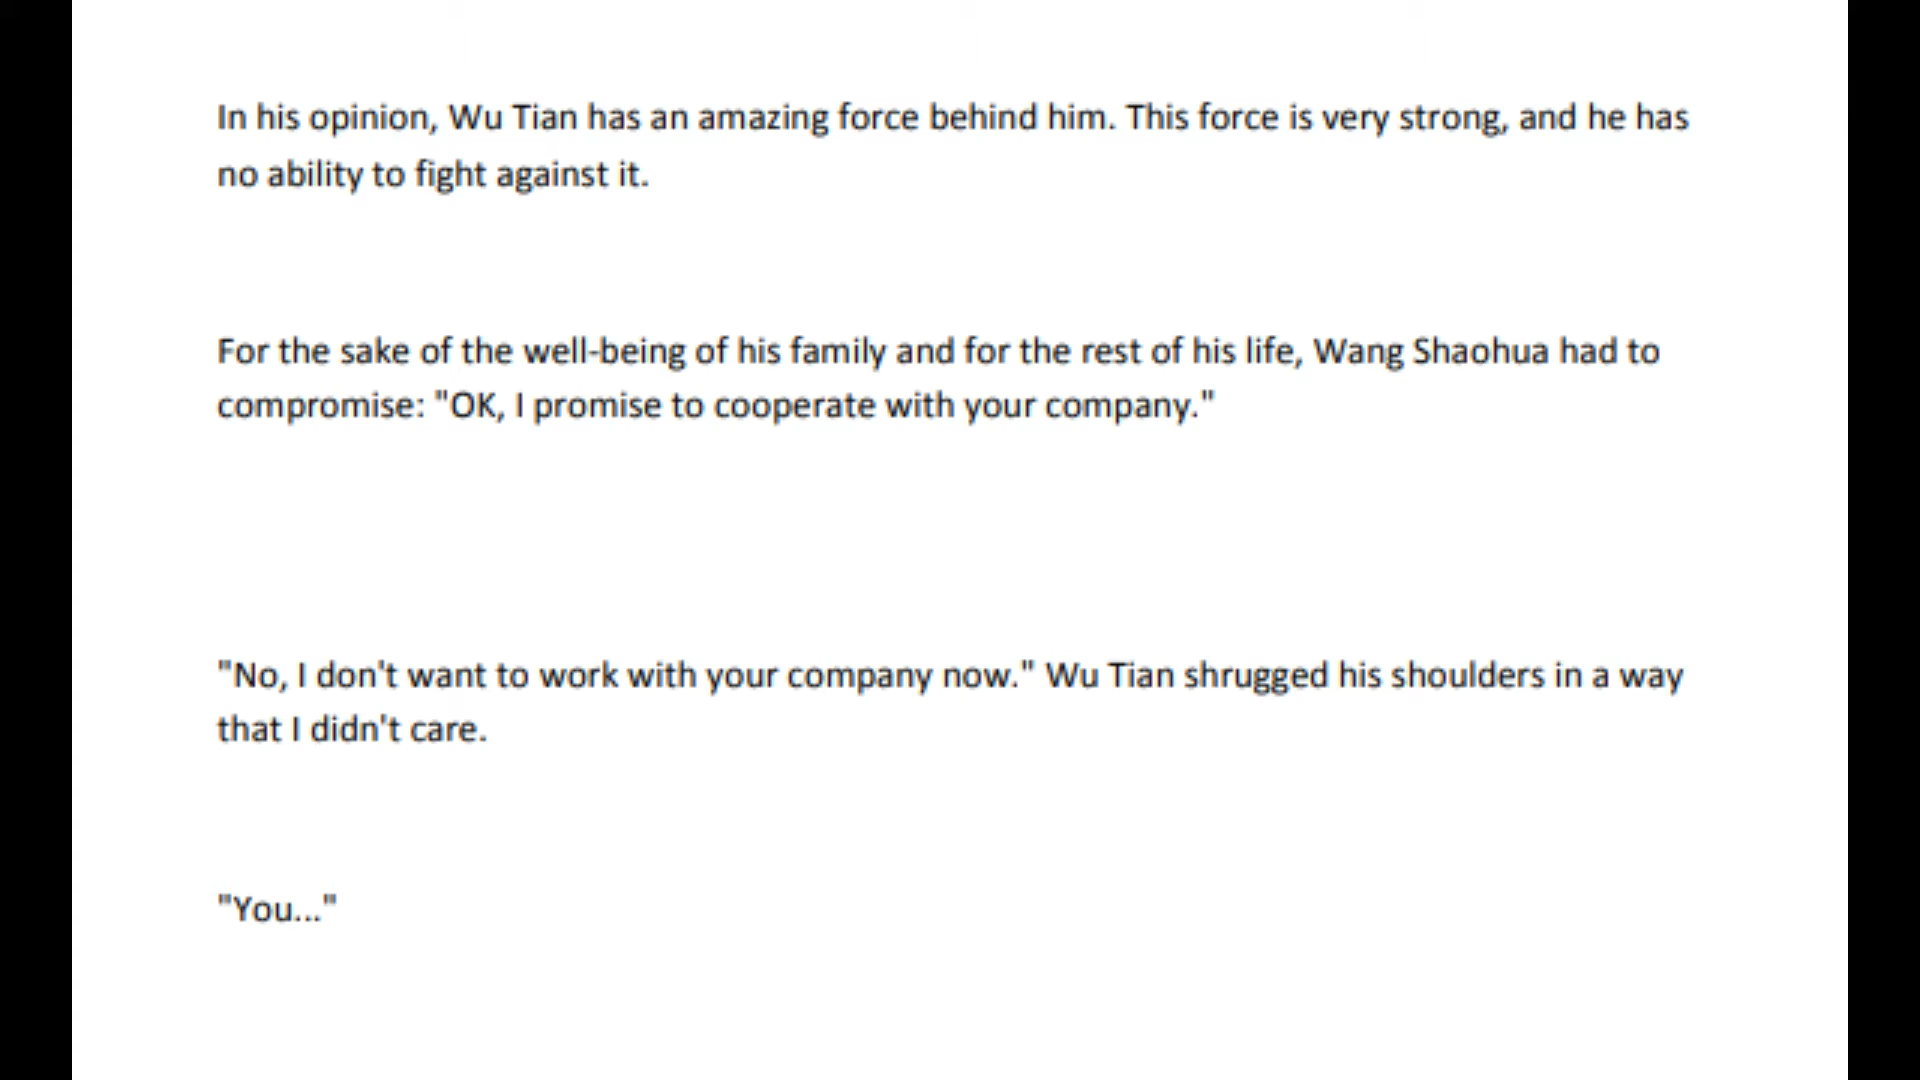 In his opinion, Wu Tian has an amazing force behind him. This force is very strong, and he has
no ability to fight against it.
For the sake of the well-being of his family and for the rest of his life, Wang Shaohua had to
compromise: "OK, I promise to cooperate with your company."
"No, I don't want to work with your company now." Wu Tian shrugged his shoulders in a way
that I didn't care.
"You..."